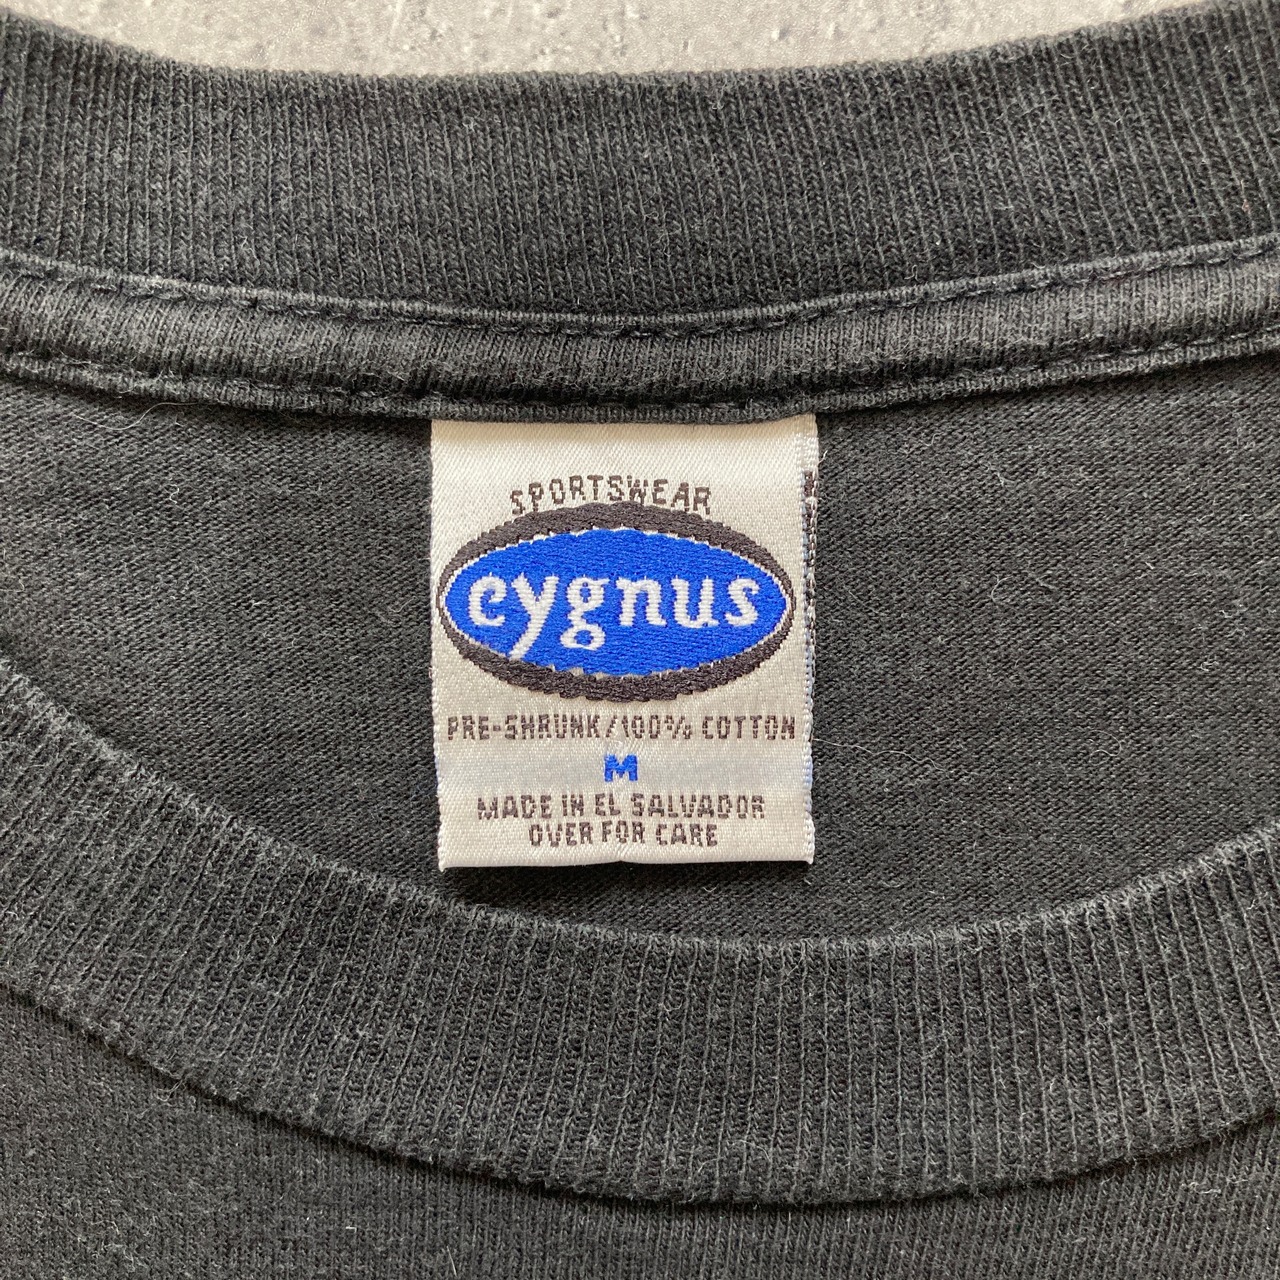 SPORTSWEAR
cygnus
PRE-SHRUNK/100% COTTON
M
MADE IN EL SALVADOR
OVER FOR CARE